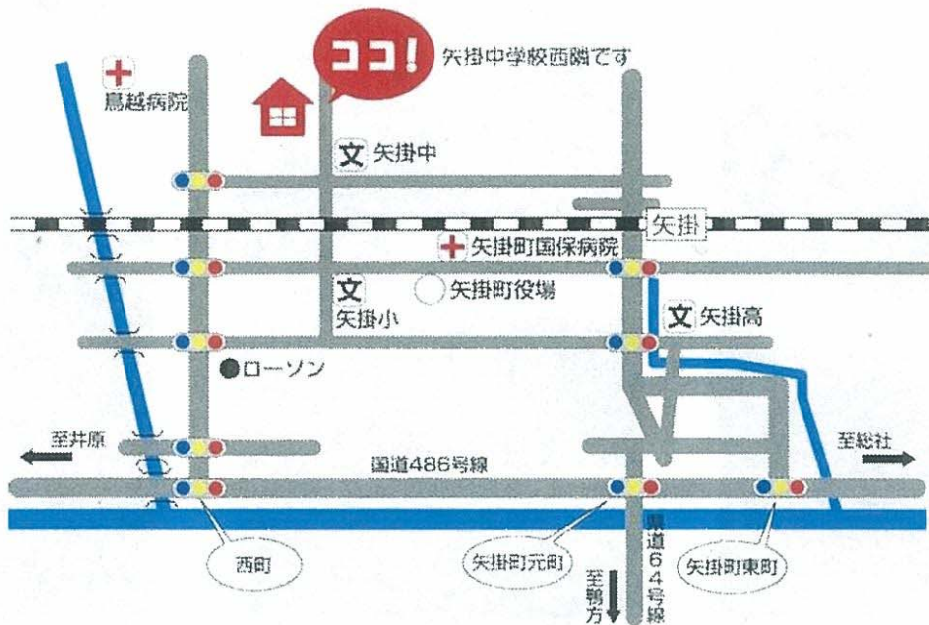 ココ!
矢掛中学校西隣です
鳥越病院
文 矢掛中
矢掛
矢掛町国保病院
文
矢掛小
矢掛町役場
文 矢掛高
ローソン
至井原
至総社
国道486号線
西町
矢掛町元町
県道64号線
矢掛町東町
至鴨方